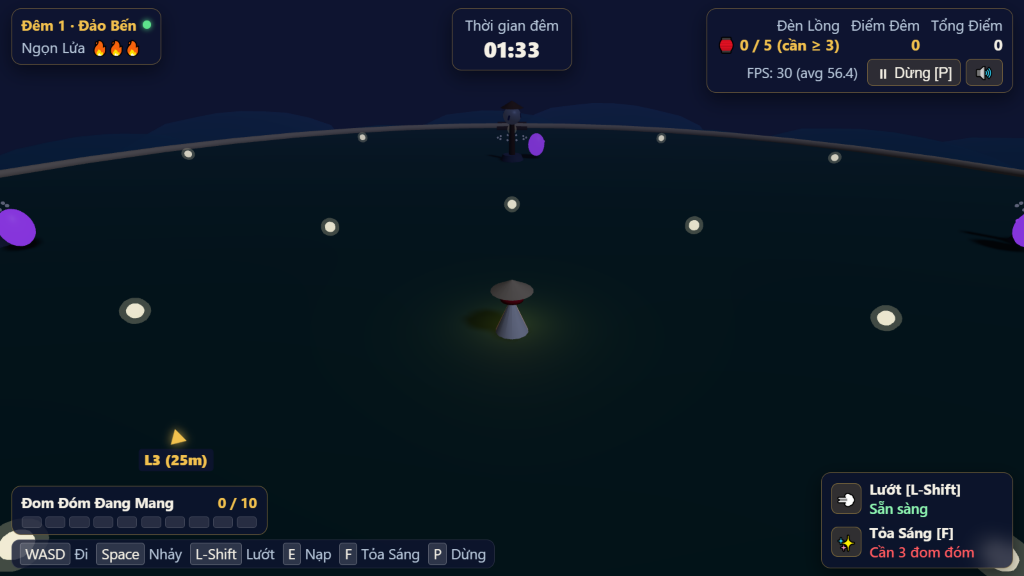 Đêm 1 · Đảo Bến
Ngọn Lửa
Thời gian đêm
01:33
Đèn Lồng Điểm Đêm Tổng Điểm
0 / 5 (cần ≥ 3) 0 0
FPS: 30 (avg 56.4) Dừng [P]
L3 (25m)
Đom Đóm Đang Mang 0 / 10
WASD Đi Space Nhảy L-Shift Lướt E Nạp F Tỏa Sáng P Dừng
Lướt [L-Shift]
Sẵn sàng
Tỏa Sáng [F]
Cần 3 đom đóm